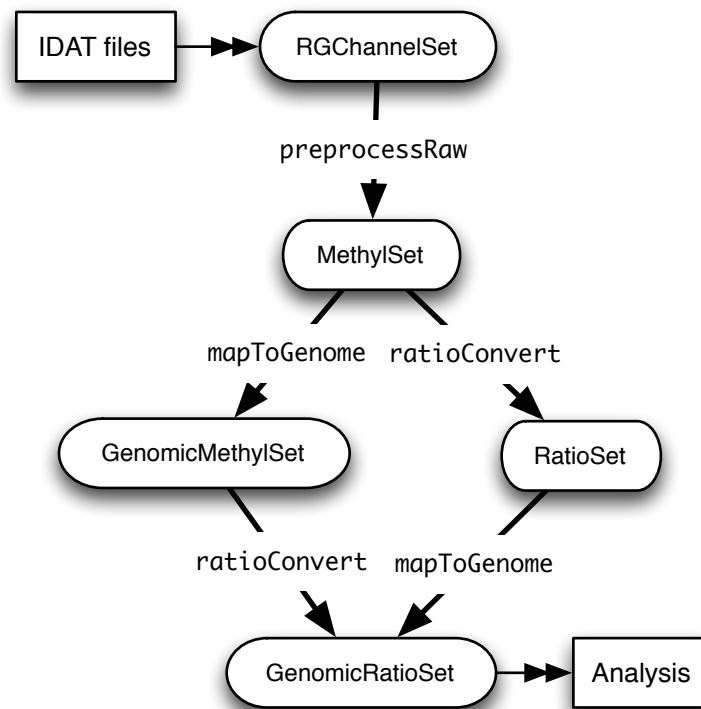 IDAT files
RGChannelSet
preprocessRaw
MethylSet
mapToGenome
ratioConvert
GenomicMethylSet
RatioSet
ratioConvert
mapToGenome
GenomicRatioSet
Analysis